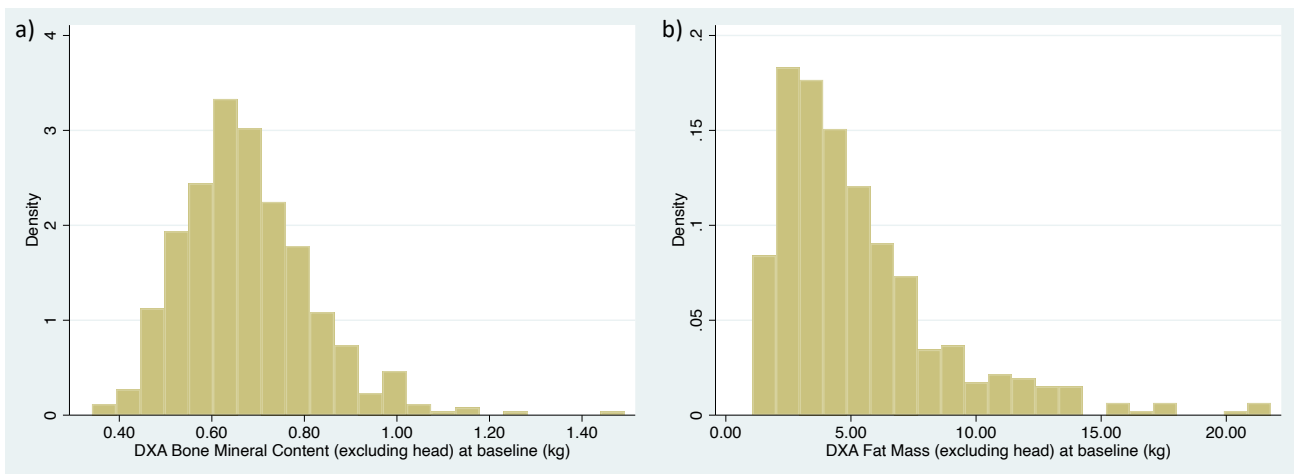 a)
4
3
2
1
0
Density
0.40 0.60 0.80 1.00 1.20 1.40
DXA Bone Mineral Content (excluding head) at baseline (kg)
b)
.2
.15
.1
.05
0
Density
0.00 5.00 10.00 15.00 20.00
DXA Fat Mass (excluding head) at baseline (kg)